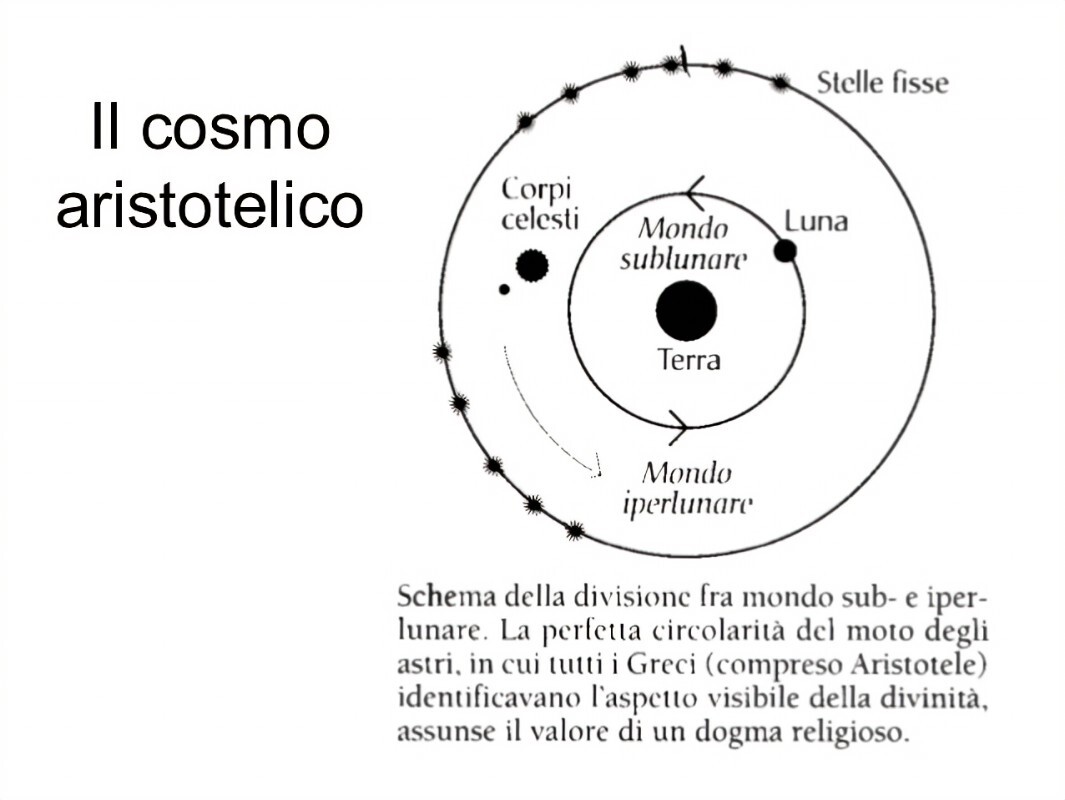 Il cosmo
aristotelico
Stelle fisse
Corpi
celesti
Mondo
sublunare
Luna
Terra
Mondo
iperlunare
Schema della divisione fra mondo sub- e iper-
lunare. La perfetta circolarità del moto degli
astri, in cui tutti i Greci (compreso Aristotele)
identificavano l'aspetto visibile della divinità,
assunse il valore di un dogma religioso.